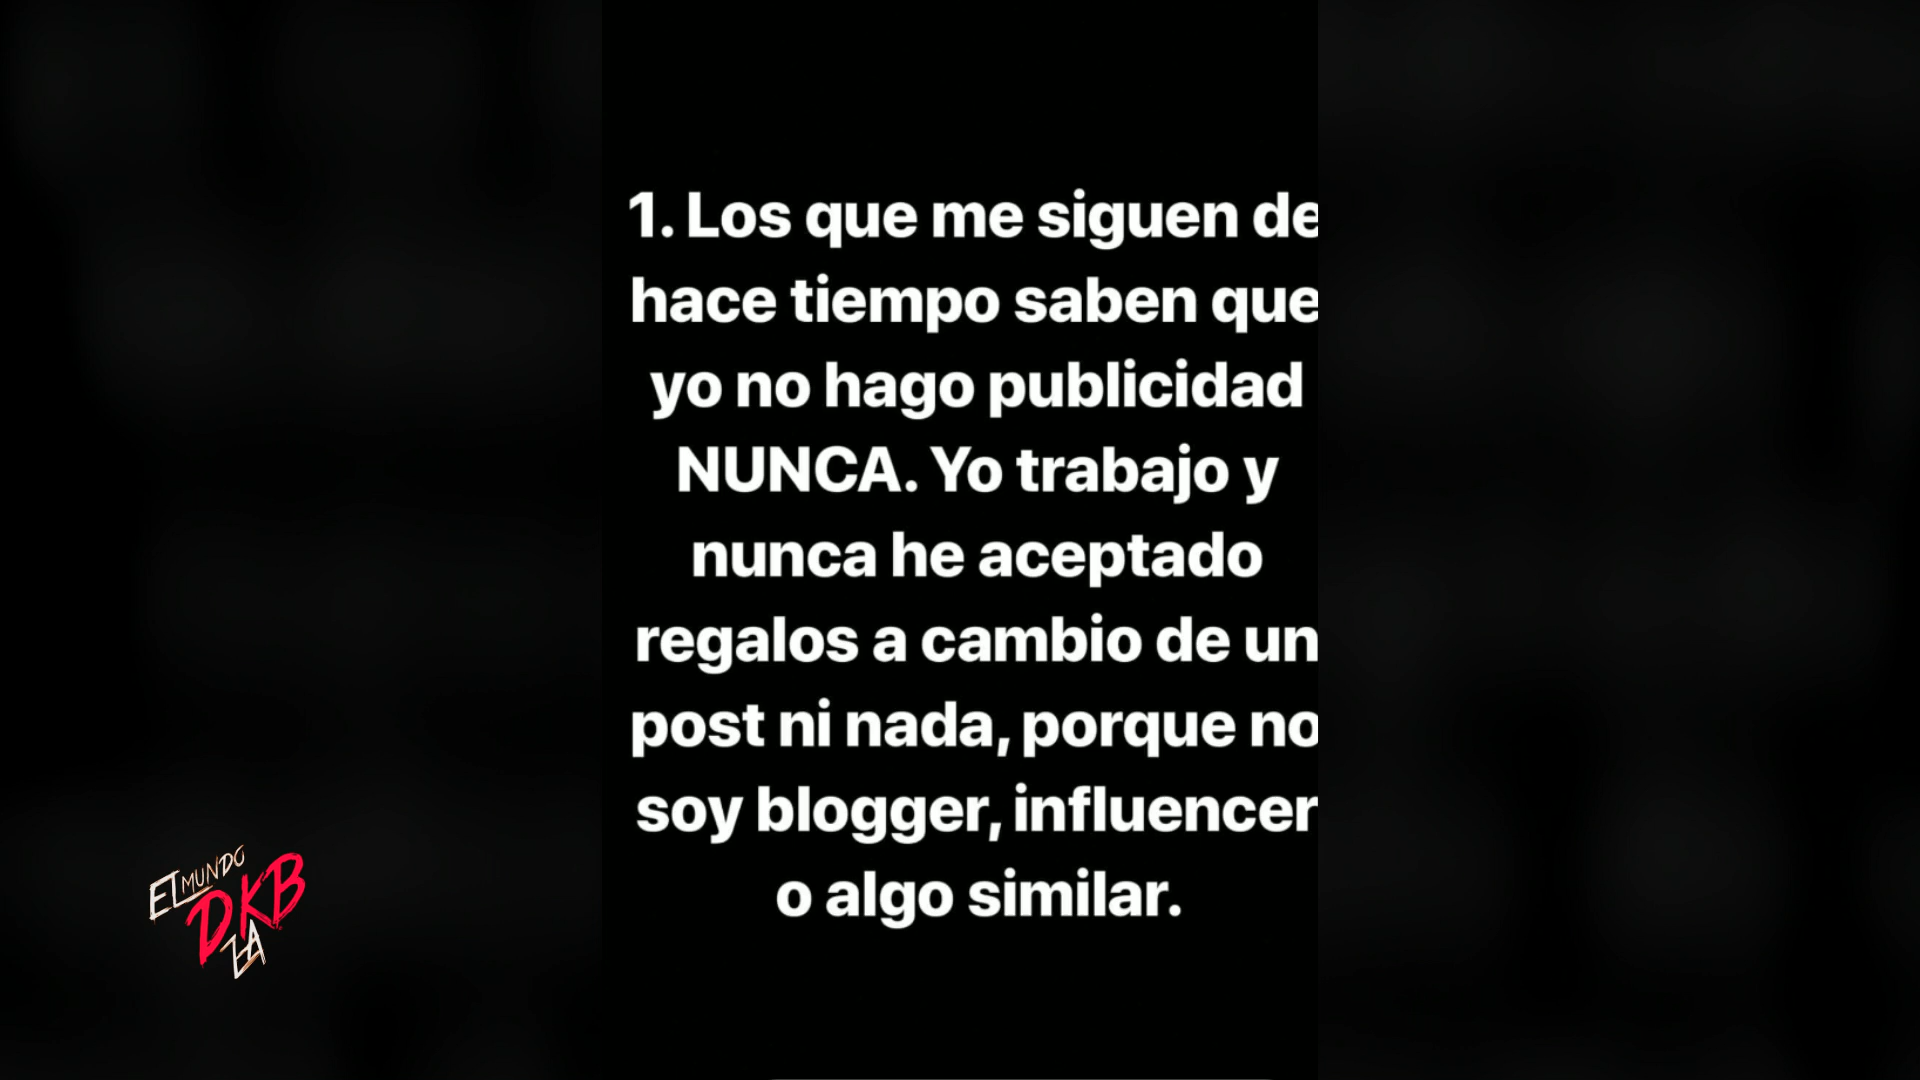 1. Los que me siguen de
hace tiempo saben que
yo no hago publicidad
NUNCA. Yo trabajo y
nunca he aceptado
regalos a cambio de un
post ni nada, porque no
soy blogger, influencer
o algo similar.
EL MUNDO
DKB
ZA